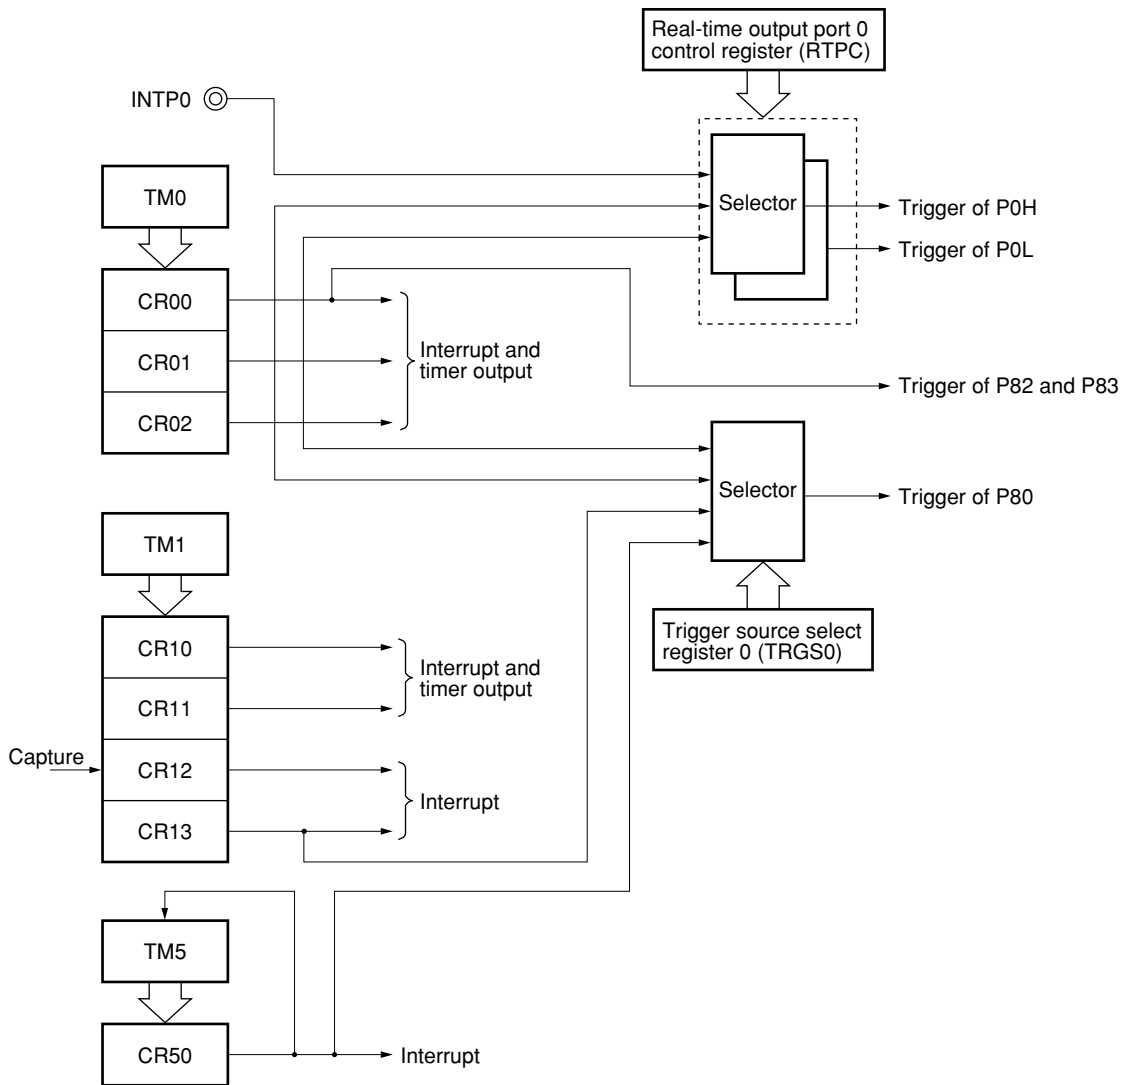 Real-time output port 0
control register (RTPC)
INTP0
TM0
Selector
Trigger of P0H
Trigger of P0L
CR00
CR01
CR02
Interrupt and
timer output
Trigger of P82 and P83
Selector
Trigger of P80
TM1
Trigger source select
register 0 (TRGS0)
CR10
CR11
Interrupt and
timer output
Capture
CR12
CR13
Interrupt
TM5
CR50
Interrupt